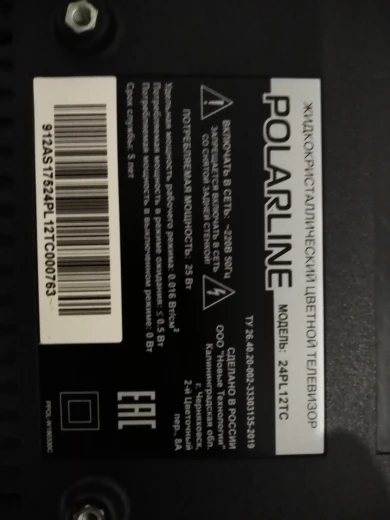 ЖИДКОКРИСТАЛЛИЧЕСКИЙ ЦВЕТНОЙ ТЕЛЕВИЗОР
POLARLINE
МОДЕЛЬ: 24PL12TC
ТУ 26.40.20-002-33303135-2019
ВКЛЮЧАТЬ В СЕТЬ: ~220В 50Гц
ЗАПРЕЩАЕТСЯ ВКЛЮЧАТЬ В СЕТЬ
СО СНЯТОЙ ЗАДНЕЙ СТЕНКОЙ!
ПОТРЕБЛЯЕМАЯ МОЩНОСТЬ: 25 Вт
СДЕЛАНО В РОССИИ
ООО "Новые Технологии"
Калининградская обл.
г. Черняховск,
2-й Цветочный
пер., 8А
Удельная мощность рабочего режима: 0.016 Вт/см²
Потребляемая мощность в режиме ожидания: ≤ 0.5 Вт
Потребляемая мощность в выключенном режиме: 0 Вт
Срок службы: 5 лет
EAC
912AS17524PL12TC000763